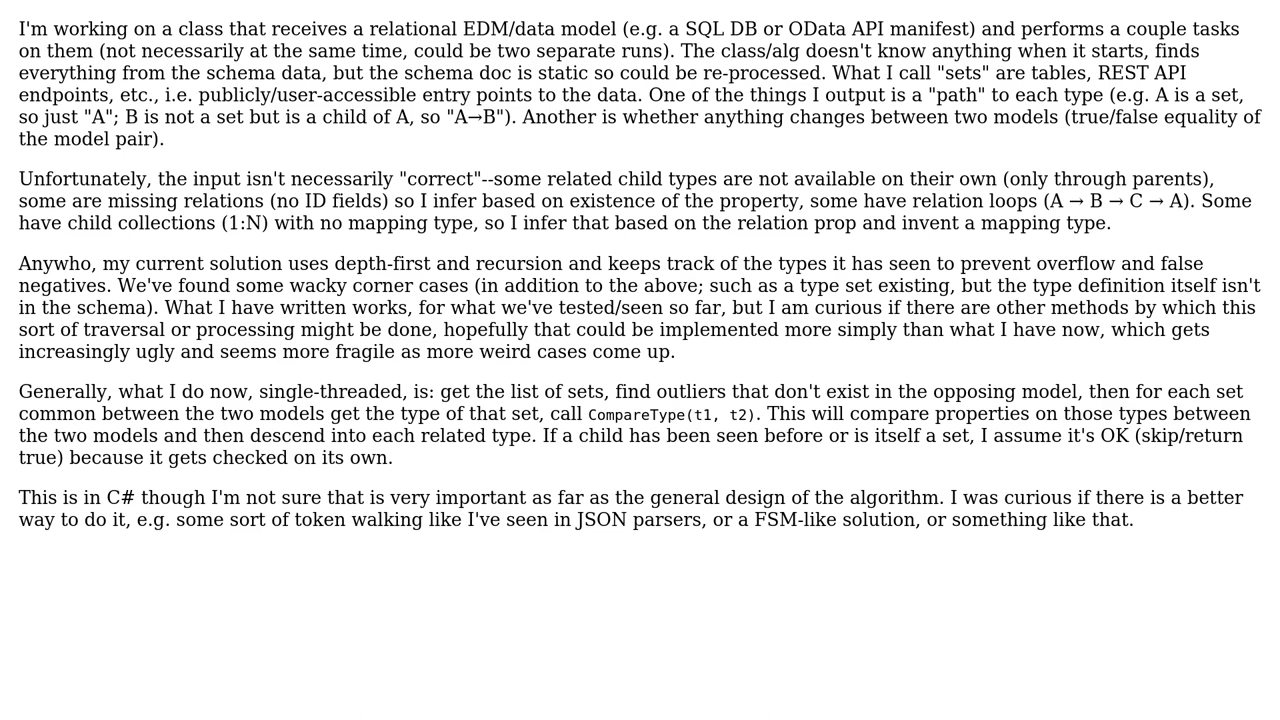 I'm working on a class that receives a relational EDM/data model (e.g. a SQL DB or OData API manifest) and performs a couple tasks
on them (not necessarily at the same time, could be two separate runs). The class/alg doesn't know anything when it starts, finds
everything from the schema data, but the schema doc is static so could be re-processed. What I call "sets" are tables, REST API
endpoints, etc., i.e. publicly/user-accessible entry points to the data. One of the things I output is a "path" to each type (e.g. A is a set,
so just "A"; B is not a set but is a child of A, so "A→B"). Another is whether anything changes between two models (true/false equality of
the model pair).
Unfortunately, the input isn't necessarily "correct"--some related child types are not available on their own (only through parents),
some are missing relations (no ID fields) so I infer based on existence of the property, some have relation loops (A → B → C → A). Some
have child collections (1:N) with no mapping type, so I infer that based on the relation prop and invent a mapping type.
Anywho, my current solution uses depth-first and recursion and keeps track of the types it has seen to prevent overflow and false
negatives. We've found some wacky corner cases (in addition to the above; such as a type set existing, but the type definition itself isn't
in the schema). What I have written works, for what we've tested/seen so far, but I am curious if there are other methods by which this
sort of traversal or processing might be done, hopefully that could be implemented more simply than what I have now, which gets
increasingly ugly and seems more fragile as more weird cases come up.
Generally, what I do now, single-threaded, is: get the list of sets, find outliers that don't exist in the opposing model, then for each set
common between the two models get the type of that set, call CompareType(t1, t2). This will compare properties on those types between
the two models and then descend into each related type. If a child has been seen before or is itself a set, I assume it's OK (skip/return
true) because it gets checked on its own.
This is in C# though I'm not sure that is very important as far as the general design of the algorithm. I was curious if there is a better
way to do it, e.g. some sort of token walking like I've seen in JSON parsers, or a FSM-like solution, or something like that.